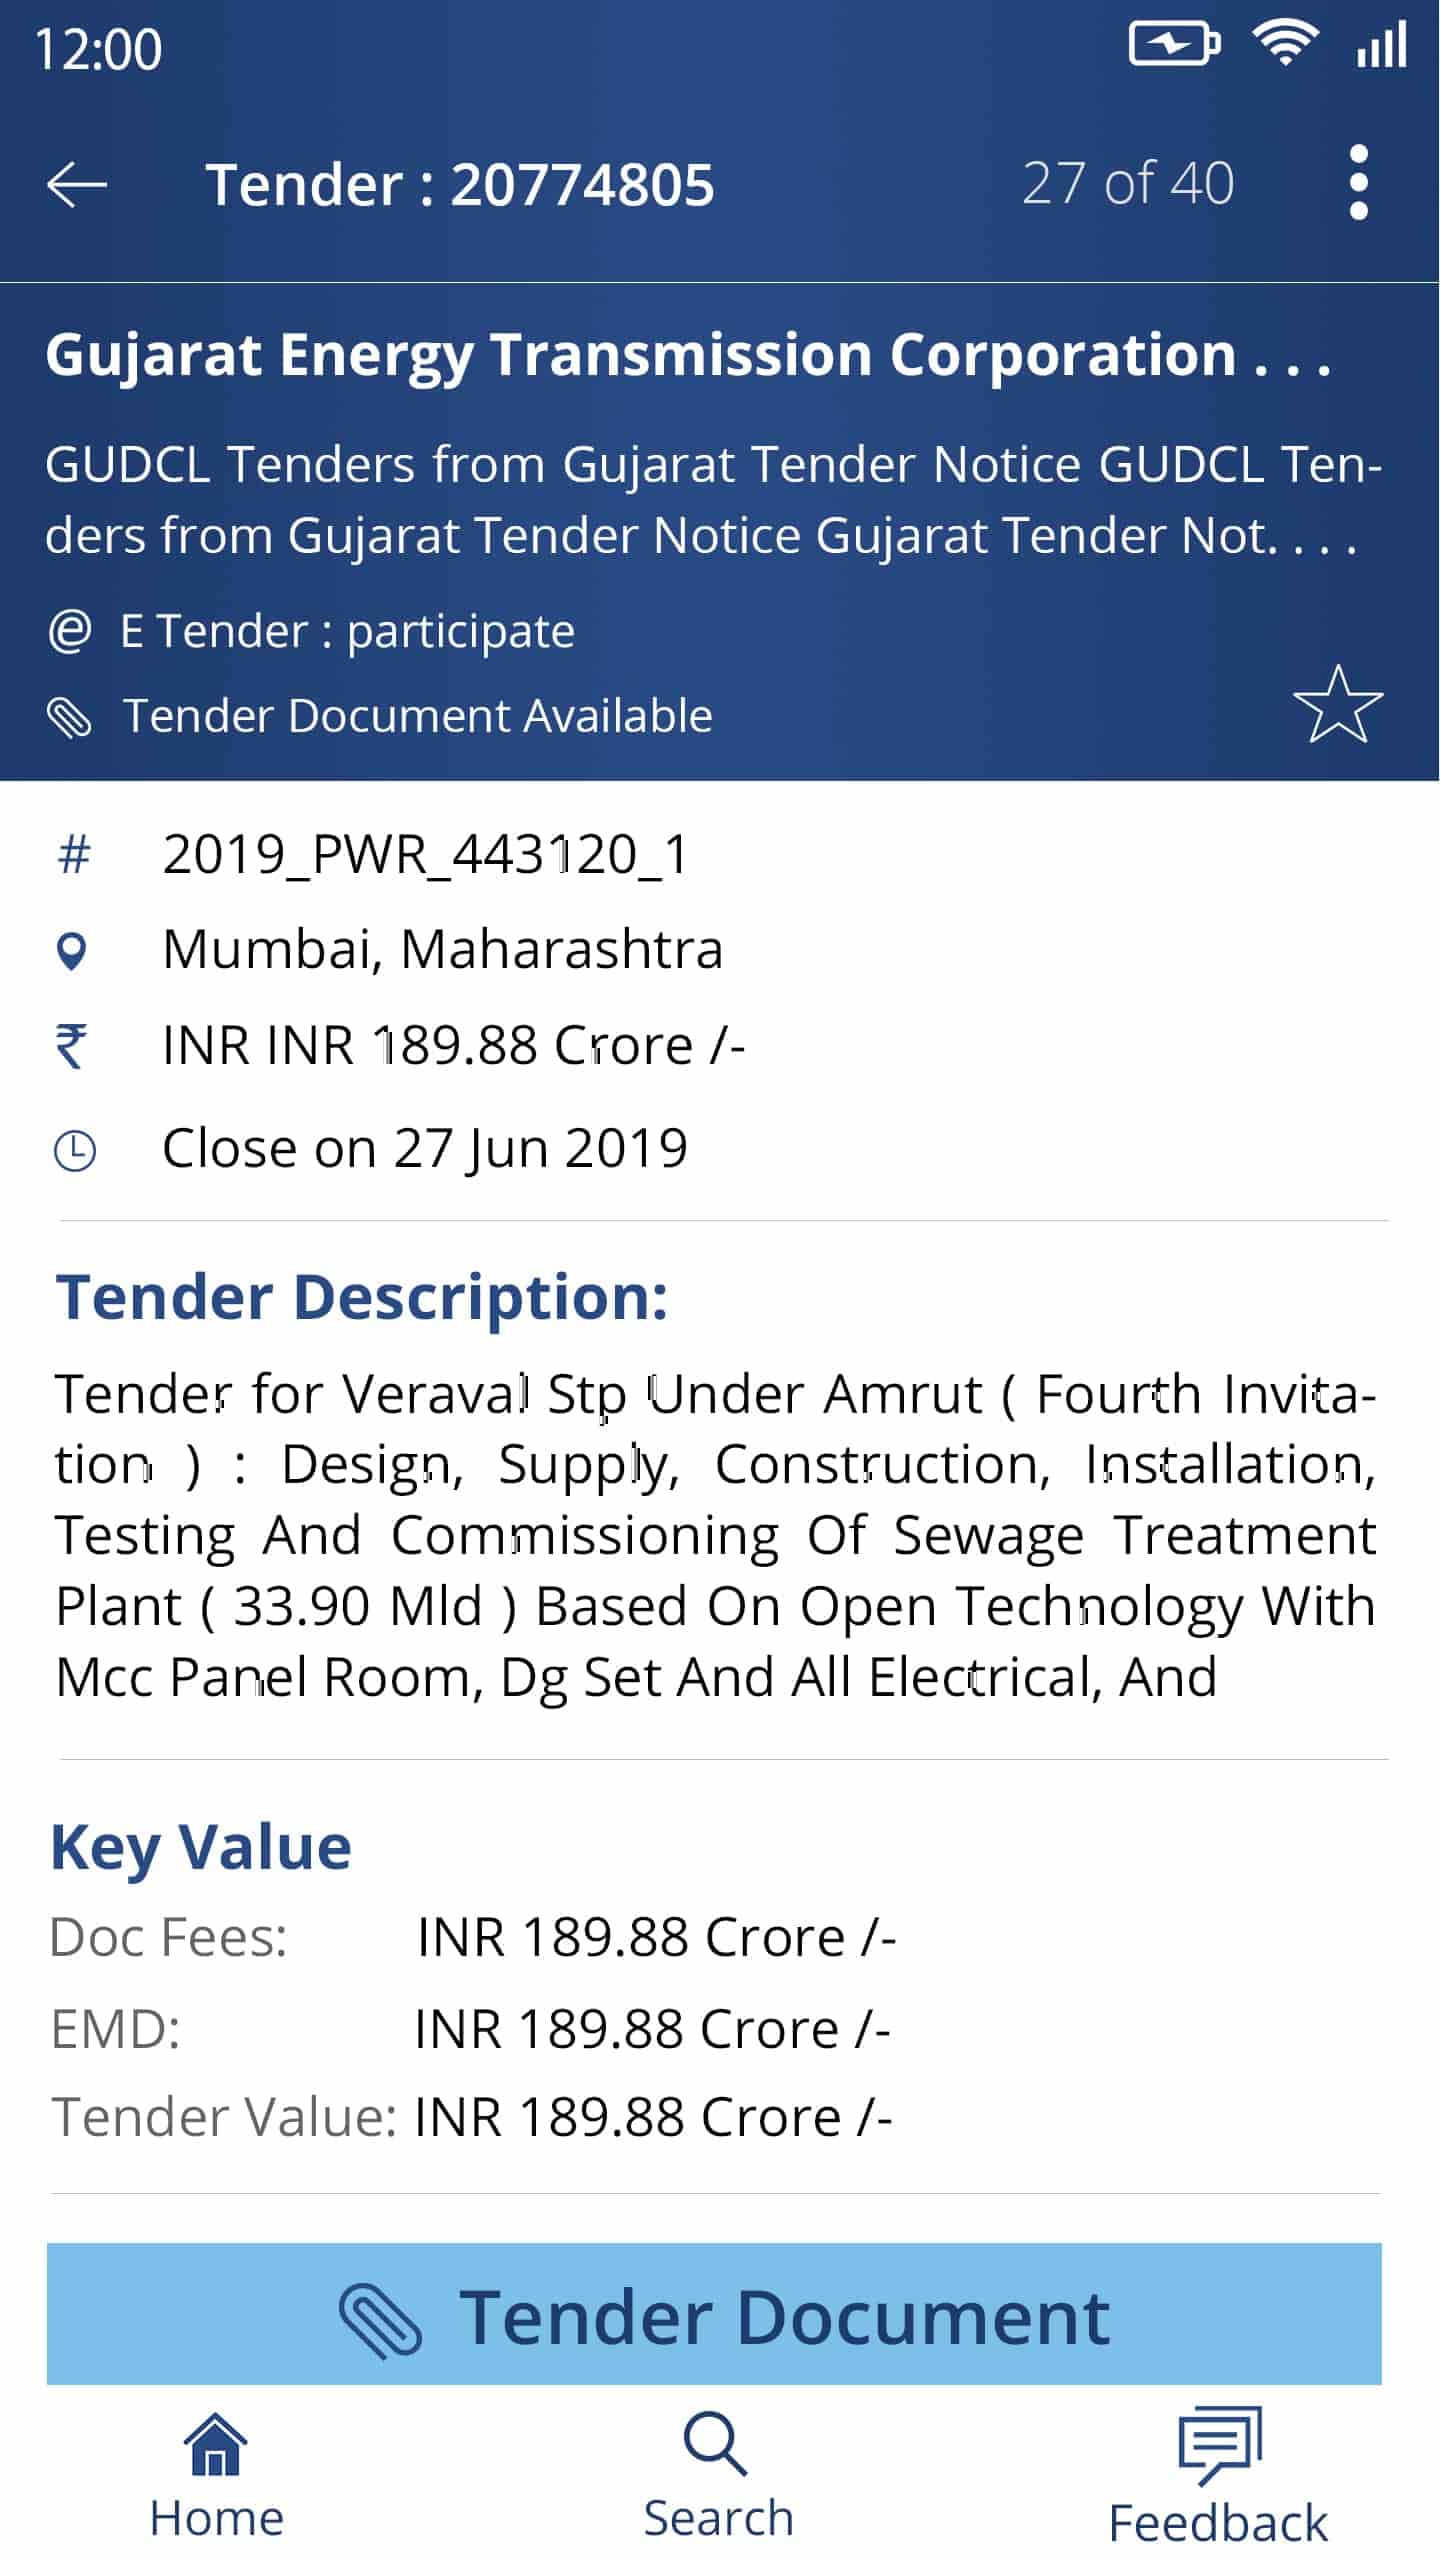 12:00
Tender : 20774805 27 of 40
Gujarat Energy Transmission Corporation . . .
GUDCL Tenders from Gujarat Tender Notice GUDCL Ten-
ders from Gujarat Tender Notice Gujarat Tender Not. . . .
E Tender : participate
Tender Document Available
# 2019_PWR_443120_1
Mumbai, Maharashtra
₹ INR INR 189.88 Crore /-
Close on 27 Jun 2019
Tender Description:
Tender for Veraval Stp Under Amrut ( Fourth Invita-
tion ) : Design, Supply, Construction, Installation,
Testing And Commissioning Of Sewage Treatment
Plant ( 33.90 Mld ) Based On Open Technology With
Mcc Panel Room, Dg Set And All Electrical, And
Key Value
Doc Fees: INR 189.88 Crore /-
EMD: INR 189.88 Crore /-
Tender Value: INR 189.88 Crore /-
Tender Document
Home Search Feedback